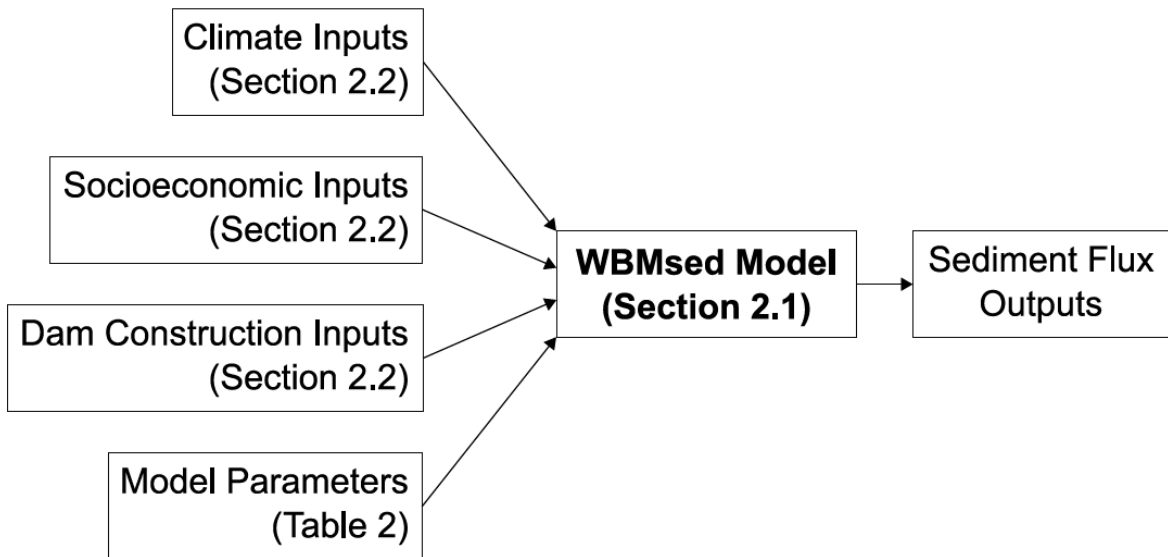 Climate Inputs
(Section 2.2)
Socioeconomic Inputs
(Section 2.2)
Dam Construction Inputs
(Section 2.2)
Model Parameters
(Table 2)
WBMsed Model
(Section 2.1)
Sediment Flux
Outputs